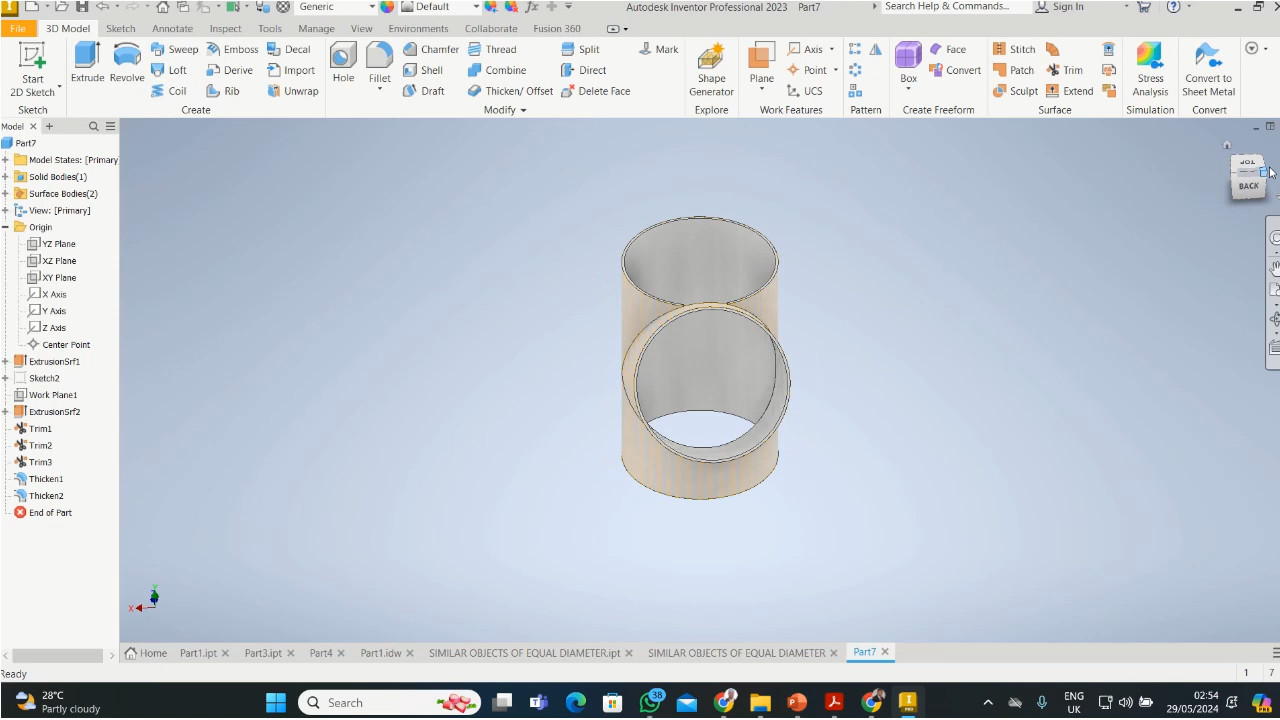 Generic
Default
Autodesk Inventor Professional 2023 Part7
Search Help & Commands...
Sign In
File
3D Model
Sketch
Annotate
Inspect
Tools
Manage
View
Environments
Collaborate
Fusion 360
Start
2D Sketch
Sketch
Extrude
Revolve
Sweep
Emboss
Decal
Loft
Derive
Import
Coil
Rib
Unwrap
Create
Hole
Fillet
Chamfer
Thread
Split
Mark
Shell
Combine
Direct
Draft
Thicken/ Offset
Delete Face
Modify
Shape
Generator
Explore
Plane
Axis
Point
UCS
Work Features
Pattern
Box
Face
Convert
Create Freeform
Stitch
Patch
Trim
Sculpt
Extend
Surface
Stress
Analysis
Simulation
Convert to
Sheet Metal
Convert
Model
Part7
Model States: [Primary]
Solid Bodies(1)
Surface Bodies(2)
View: [Primary]
Origin
YZ Plane
XZ Plane
XY Plane
X Axis
Y Axis
Z Axis
Center Point
ExtrusionSrf1
Sketch2
Work Plane1
ExtrusionSrf2
Trim1
Trim2
Trim3
Thicken1
Thicken2
End of Part
TOP
BACK
X
Home
Part1.ipt
Part3.ipt
Part4
Part1.idw
SIMILAR OBJECTS OF EQUAL DIAMETER.ipt
SIMILAR OBJECTS OF EQUAL DIAMETER
Part7
Ready
1
7
28°C
Partly cloudy
Search
38
PRO
ENG
UK
02:54
29/05/2024
PRE